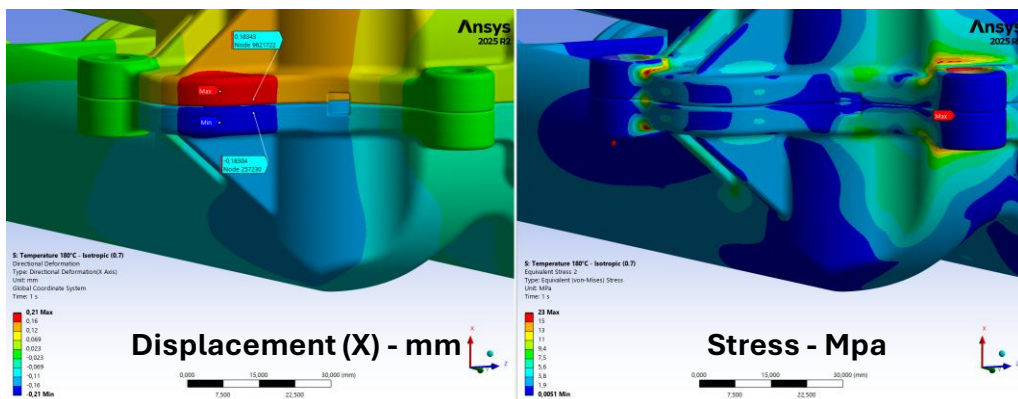 0,18343
Node 9821722
Max
Min
-0,18304
Node 257230
Ansys
2025 R2
S: Temperature 180°C - Isotropic (0.7)
Directional Deformation
Type: Directional Deformation(X Axis)
Unit: mm
Global Coordinate System
Time: 1 s
0,21 Max
0,16
0,12
0,069
0,023
-0,023
-0,069
-0,11
-0,16
-0,21 Min
Displacement (X) - mm
0,000 15,000 30,000 (mm)
7,500 22,500
X
Y
Z
Ansys
2025 R2
Max
S: Temperature 180°C - Isotropic (0.7)
Equivalent Stress 2
Type: Equivalent (von-Mises) Stress
Unit: MPa
Time: 1 s
23 Max
15
13
11
9,4
7,5
5,6
3,8
1,9
0,0051 Min
Stress - Mpa
0,000 15,000 30,000 (mm)
7,500 22,500
X
Y
Z